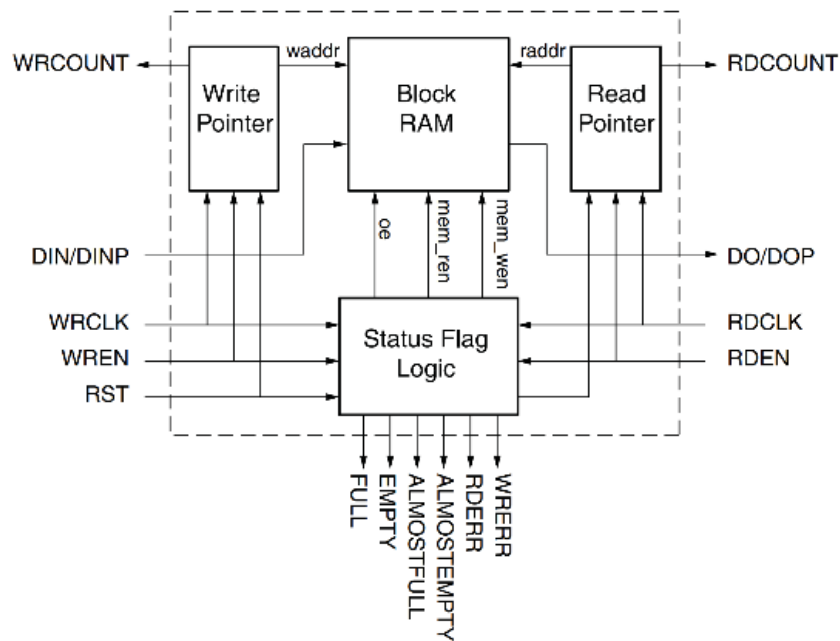 WRCOUNT
waddr
raddr
RDCOUNT
Write
Pointer
Block
RAM
Read
Pointer
oe
mem_ren
mem_wen
DIN/DINP
DO/DOP
WRCLK
RDCLK
Status Flag
Logic
WREN
RDEN
RST
FULL
EMPTY
ALMOSTFULL
ALMOSTEMPTY
RDERR
WRERR